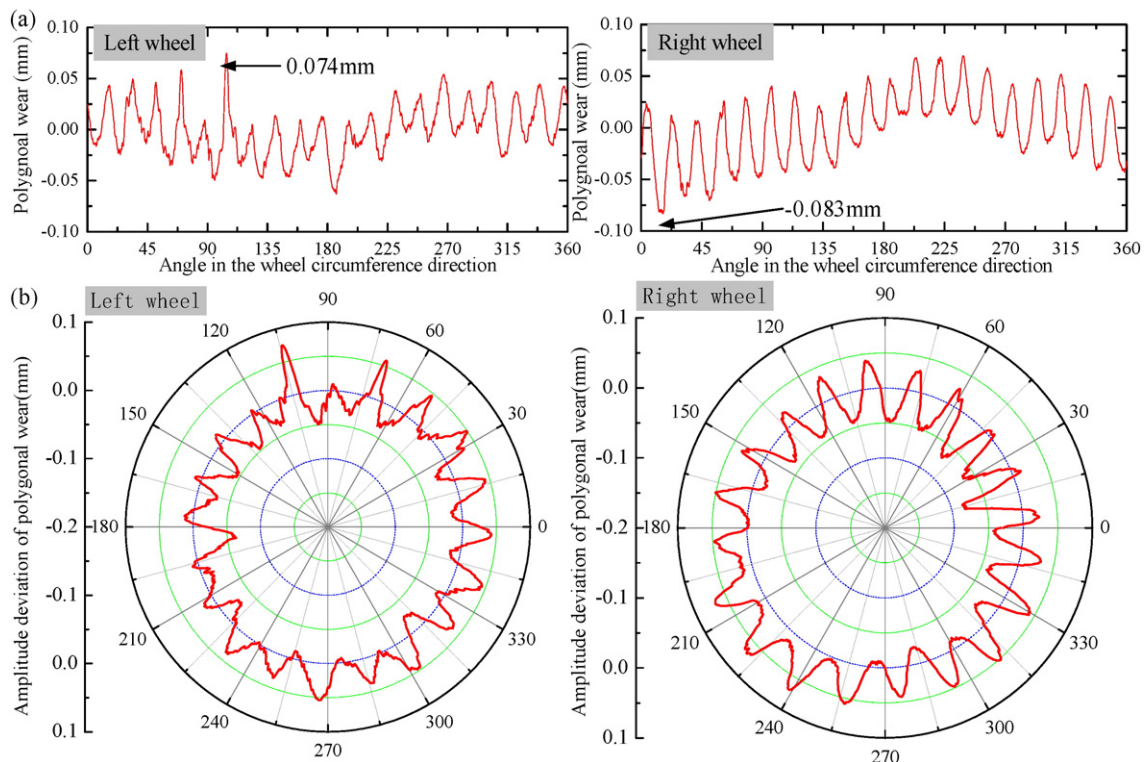 (a)
Left wheel
0.074mm
Polygnoal wear (mm)
0.10
0.05
0.00
-0.05
-0.10
0 45 90 135 180 225 270 315 360
Angle in the wheel circumference direction
Right wheel
-0.083mm
Polygnoal wear (mm)
0.10
0.05
0.00
-0.05
-0.10
0 45 90 135 180 225 270 315 360
Angle in the wheel circumference direction
(b)
Left wheel
Amplitude deviation of polygonal wear(mm)
0.1
0.0
-0.1
-0.2
-0.1
0.0
0.1
90
120 60
150 30
180 0
210 330
240 300
270
Right wheel
Amplitude deviation of polygonal wear(mm)
0.1
0.0
-0.1
-0.2
-0.1
0.0
0.1
90
120 60
150 30
180 0
210 330
240 300
270